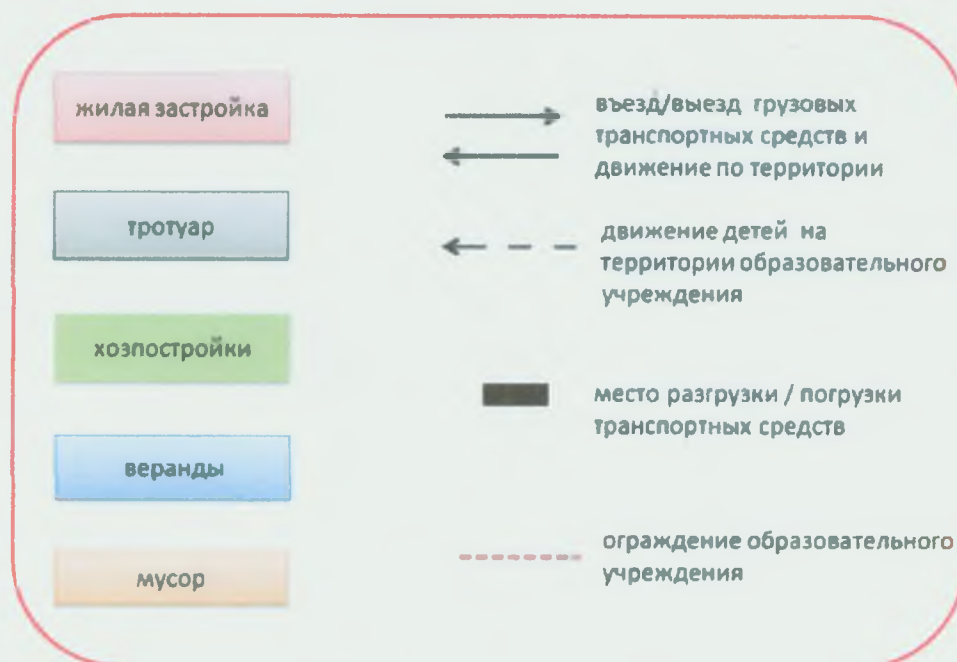 жилая застройка
тротуар
хозпостройки
веранды
мусор
въезд/выезд грузовых
транспортных средств и
движение по территории
движение детей на
территории образовательного
учреждения
место разгрузки / погрузки
транспортных средств
ограждение образовательного
учреждения